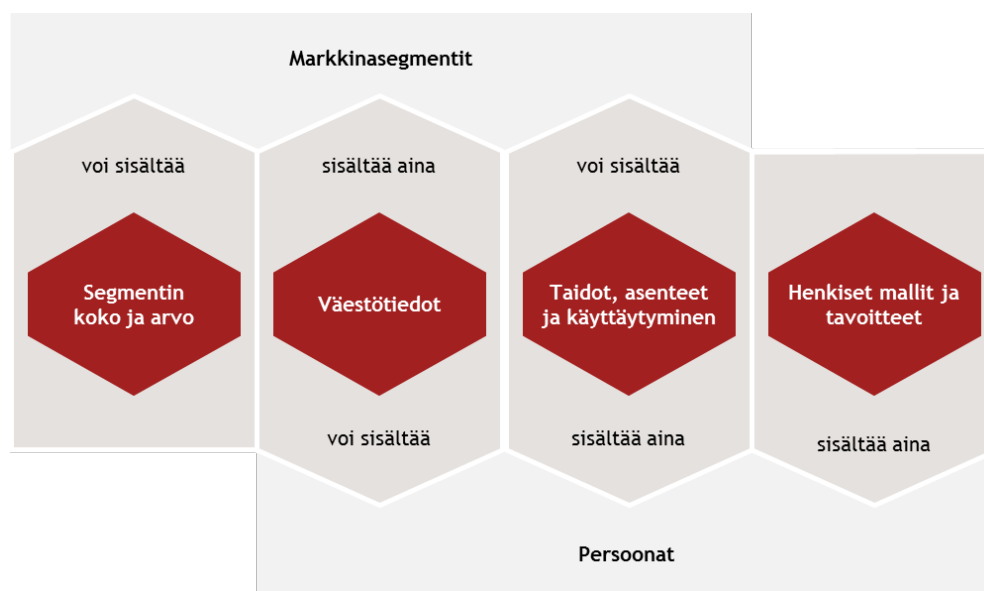 Markkinasegmentit
voi sisältää
sisältää aina
voi sisältää
Segmentin
koko ja arvo
Väestötiedot
Taidot, asenteet
ja käyttäytyminen
Henkiset mallit ja
tavoitteet
voi sisältää
sisältää aina
sisältää aina
Persoonat